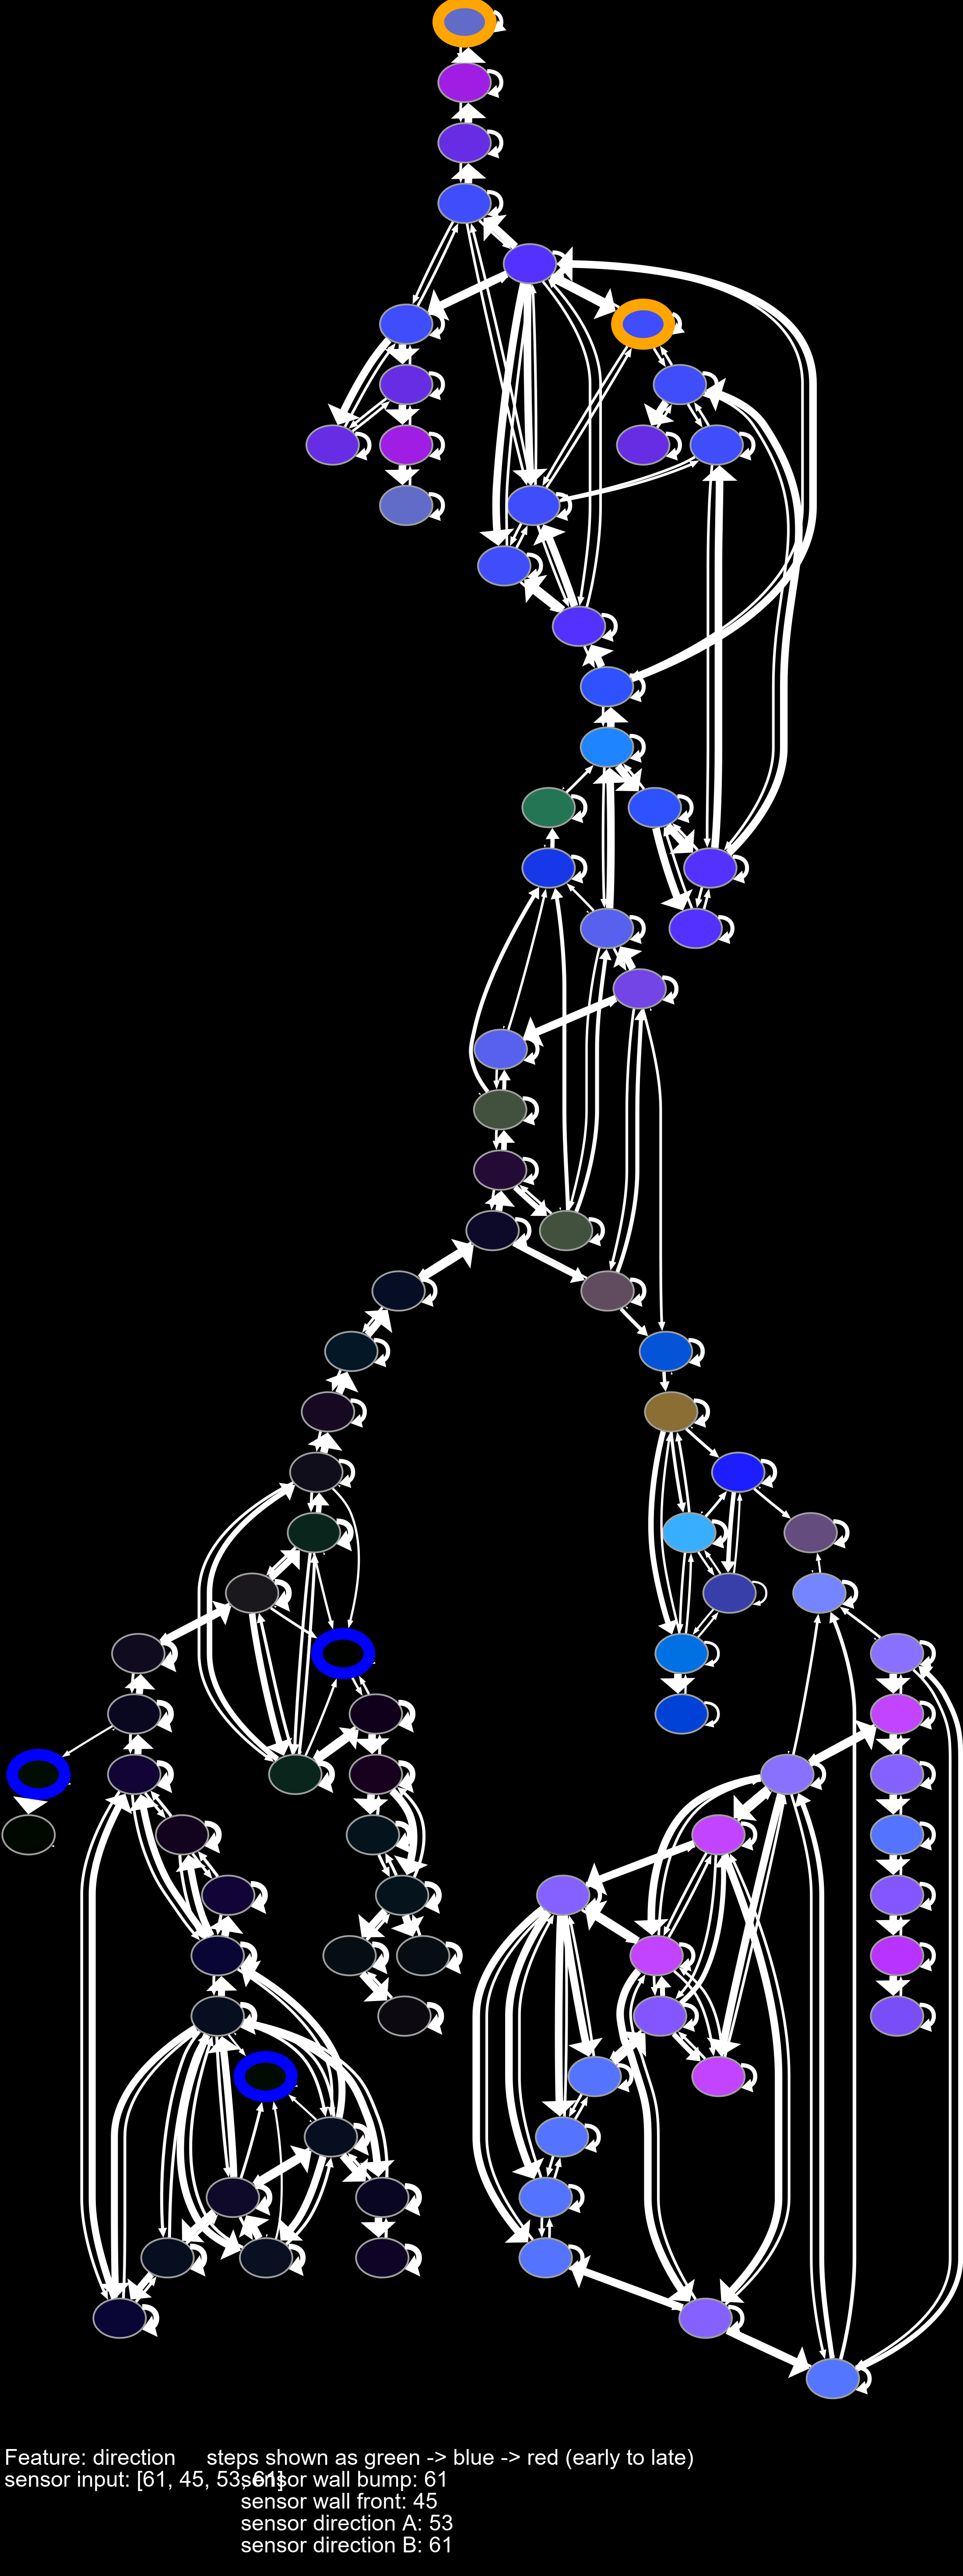 Feature: direction     steps shown as green -> blue -> red (early to late)
sensor input: [61, 45, 53, 61]
sensor wall bump: 61
sensor wall front: 45
sensor direction A: 53
sensor direction B: 61